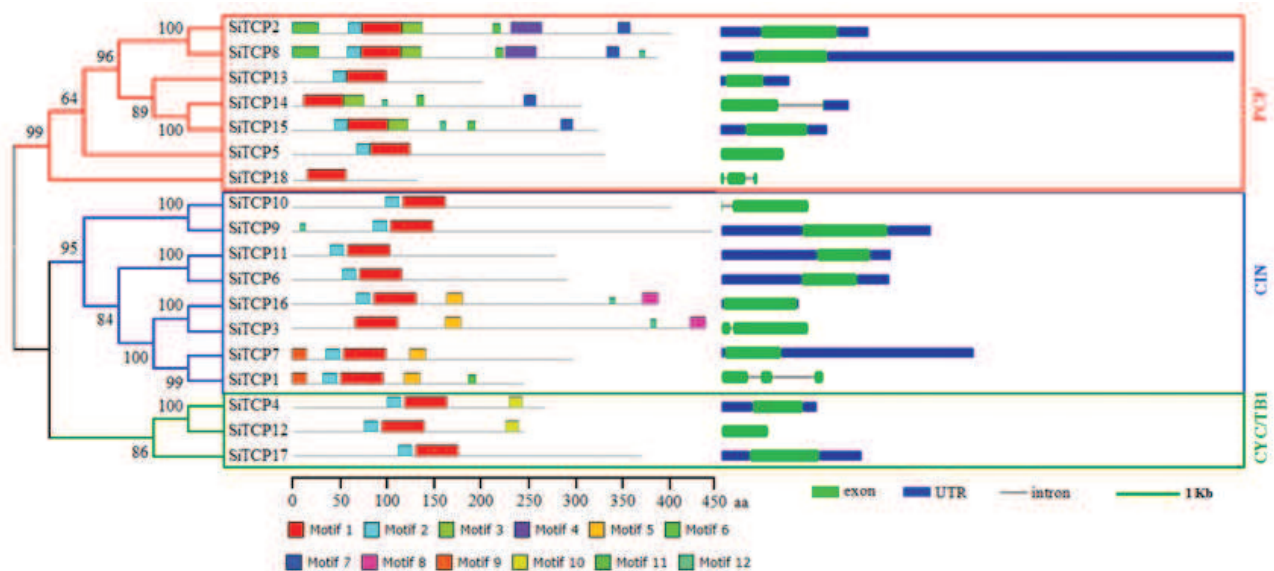 100 SiTCP2
96 SiTCP8
SiTCP13
64 89 SiTCP14
99 100 SiTCP15
SiTCP5
SiTCP18
PCF
100 SiTCP10
SiTCP9
95 100 SiTCP11
SiTCP6
100 SiTCP16
84 SiTCP3
100 SiTCP7
99 SiTCP1
CIN
100 SiTCP4
SiTCP12
86 SiTCP17
CYC/TB1
0 50 100 150 200 250 300 350 400 450 aa
exon UTR intron 1Kb
Motif 1 Motif 2 Motif 3 Motif 4 Motif 5 Motif 6
Motif 7 Motif 8 Motif 9 Motif 10 Motif 11 Motif 12